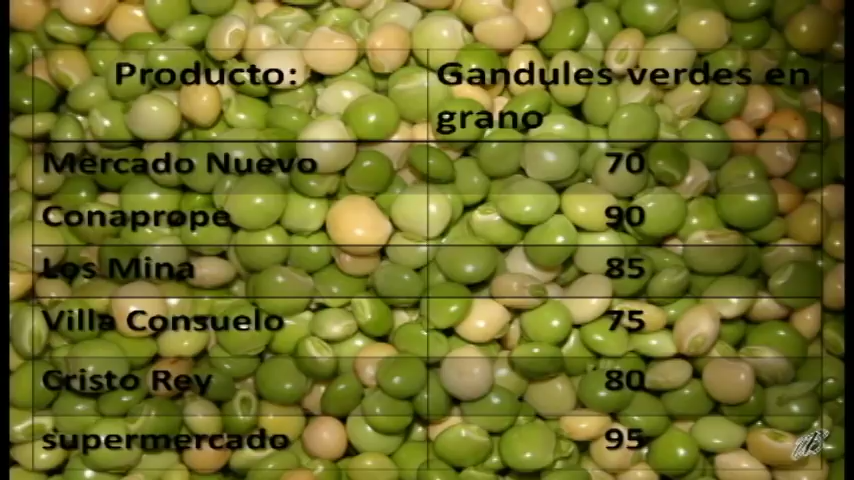 Producto: Gandules verdes en
grano
Mercado Nuevo 70
Conaprope 90
Los Mina 85
Villa Consuelo 75
Cristo Rey 80
supermercado 95